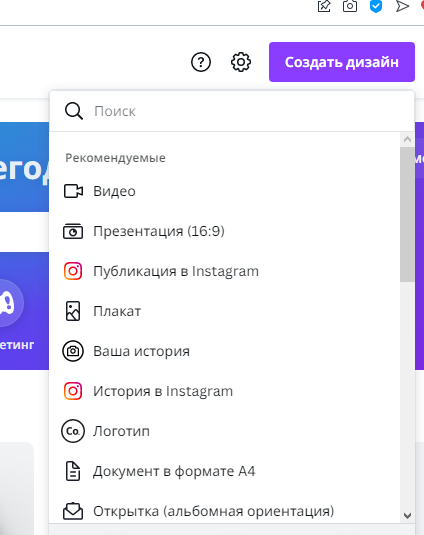 Создать дизайн
Поиск
Рекомендуемые
Видео
Презентация (16:9)
Публикация в Instagram
Плакат
Ваша история
История в Instagram
Co.
Логотип
Документ в формате А4
Открытка (альбомная ориентация)